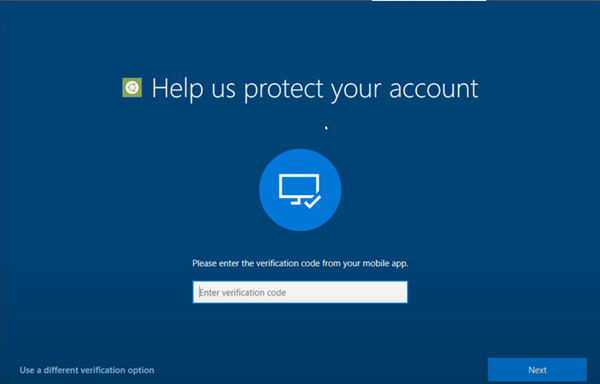 Help us protect your account
Please enter the verification code from your mobile app.
Enter verification code
Use a different verification option
Next